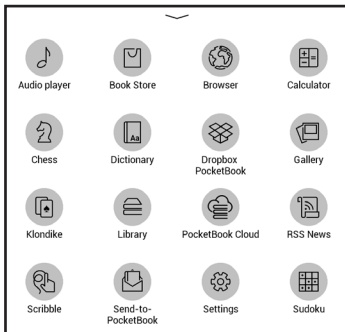 Audio player
Book Store
Browser
Calculator
Aa
Chess
Dictionary
Dropbox
PocketBook
Gallery
Klondike
Library
PocketBook Cloud
RSS News
Scribble
Send-to-
PocketBook
Settings
Sudoku